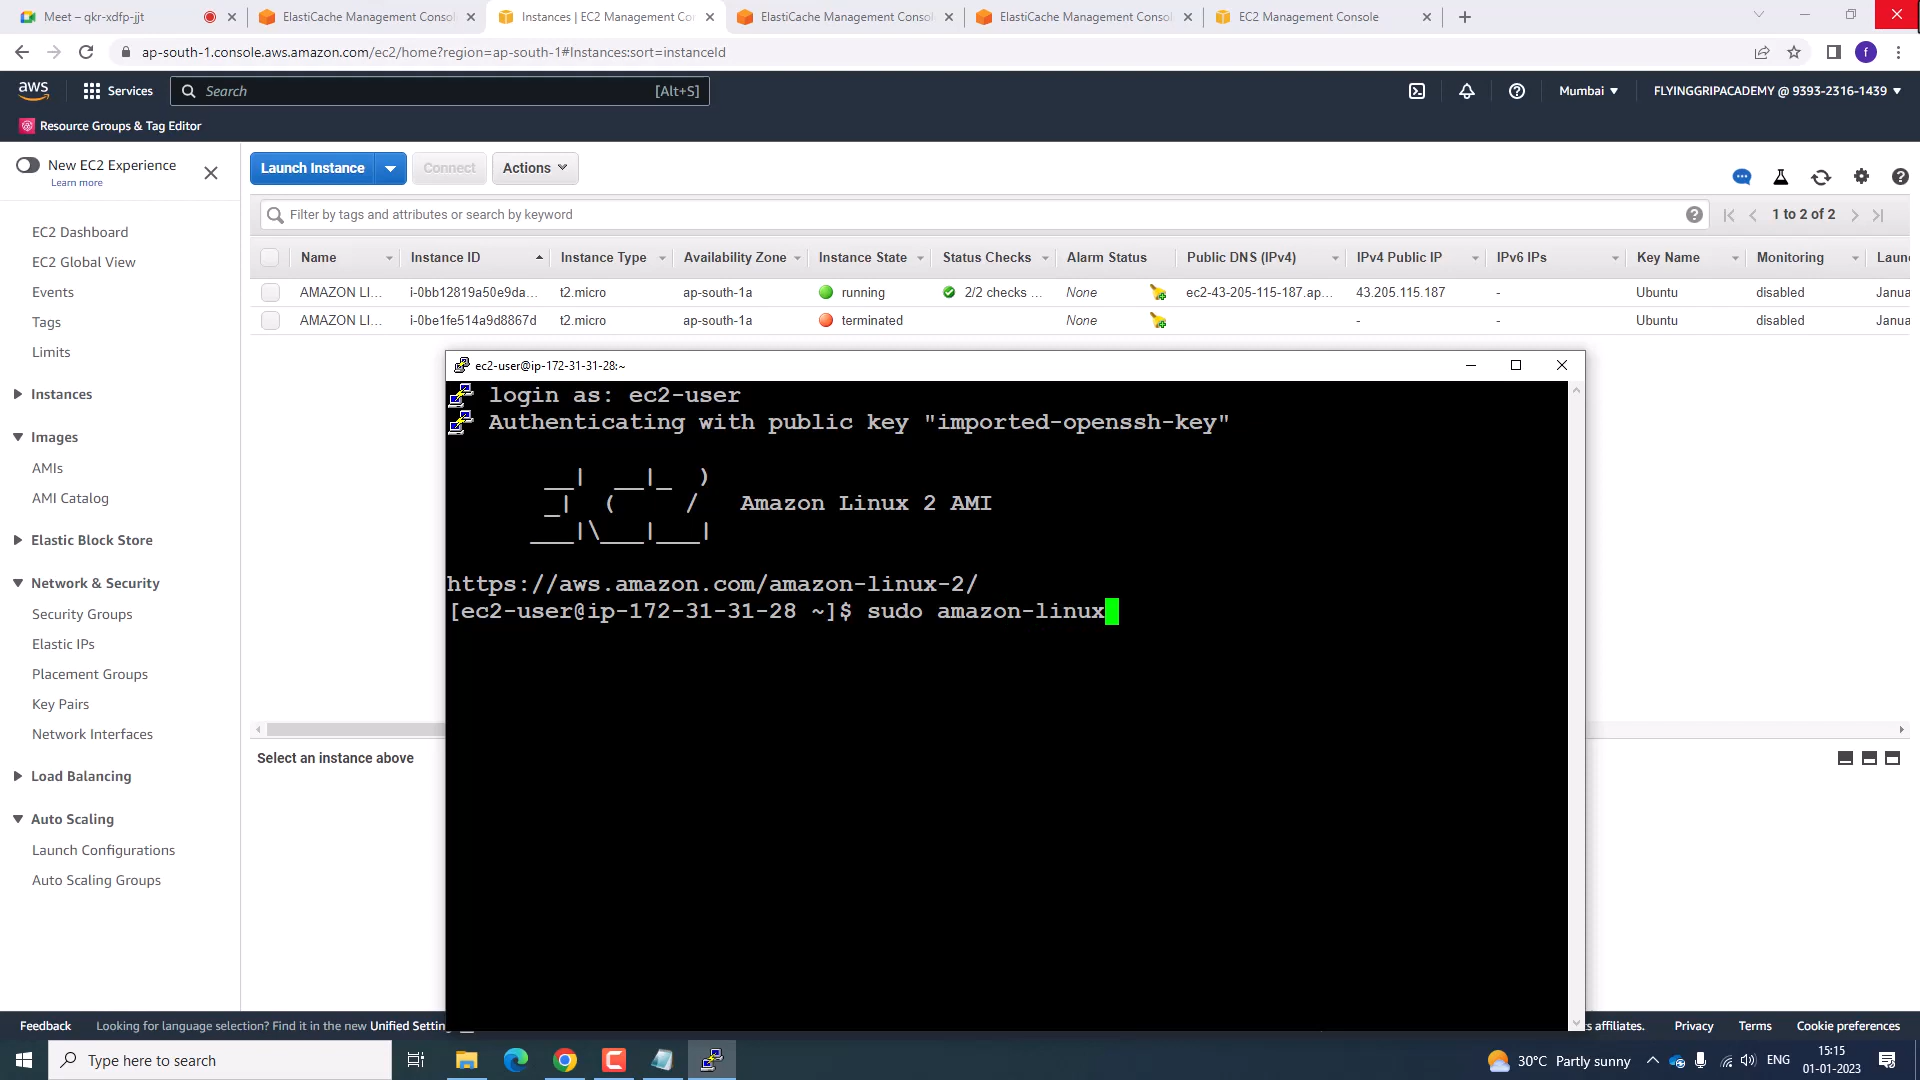 Meet – qkr-xdfp-jjt
ElastiCache Management Consol
Instances | EC2 Management Con
ElastiCache Management Consol
ElastiCache Management Consol
EC2 Management Console
ap-south-1.console.aws.amazon.com/ec2/home?region=ap-south-1#Instances:sort=instanceId
f
aws
Services
Search
[Alt+S]
Mumbai
FLYINGGRIPACADEMY @ 9393-2316-1439
Resource Groups & Tag Editor
New EC2 Experience
Learn more
Launch Instance
Connect
Actions
Filter by tags and attributes or search by keyword
1 to 2 of 2
Name Instance ID Instance Type Availability Zone Instance State Status Checks Alarm Status Public DNS (IPv4) IPv4 Public IP IPv6 IPs Key Name Monitoring Laun
AMAZON LI... i-0bb12819a50e9da... t2.micro ap-south-1a running 2/2 checks ... None ec2-43-205-115-187.ap... 43.205.115.187 - Ubuntu disabled Janua
AMAZON LI... i-0be1fe514a9d8867d t2.micro ap-south-1a terminated None - - Ubuntu disabled Janua
EC2 Dashboard
EC2 Global View
Events
Tags
Limits
Instances
Images
AMIs
AMI Catalog
Elastic Block Store
Network & Security
Security Groups
Elastic IPs
Placement Groups
Key Pairs
Network Interfaces
Load Balancing
Auto Scaling
Launch Configurations
Auto Scaling Groups
ec2-user@ip-172-31-31-28:~
login as: ec2-user
Authenticating with public key "imported-openssh-key"
__|  __|_  )
_|  (     /   Amazon Linux 2 AMI
___|\___|___|
https://aws.amazon.com/amazon-linux-2/
[ec2-user@ip-172-31-31-28 ~]$ sudo amazon-linux
Select an instance above
Feedback
Looking for language selection? Find it in the new Unified Settin
s affiliates.
Privacy
Terms
Cookie preferences
Type here to search
30°C Partly sunny
ENG
15:15
01-01-2023